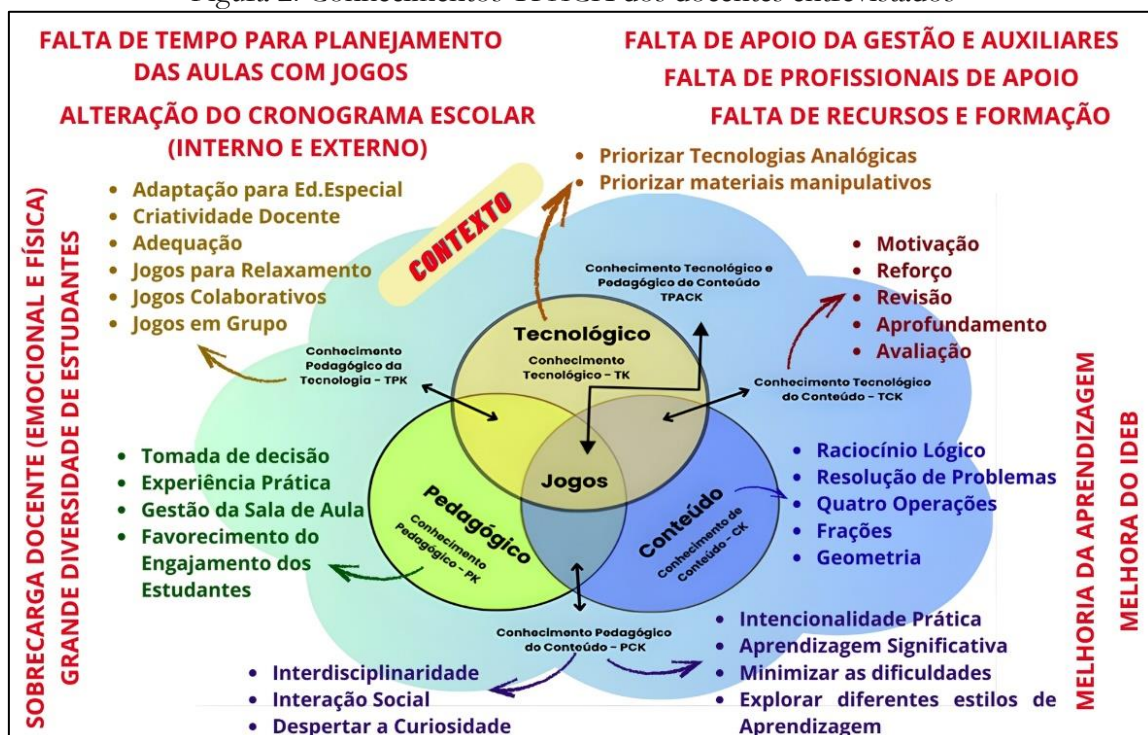 Figura 2: Conhecimentos TPACK dos docentes entrevistados
FALTA DE TEMPO PARA PLANEJAMENTO
DAS AULAS COM JOGOS
ALTERAÇÃO DO CRONOGRAMA ESCOLAR
(INTERNO E EXTERNO)
FALTA DE APOIO DA GESTÃO E AUXILIARES
FALTA DE PROFISSIONAIS DE APOIO
FALTA DE RECURSOS E FORMAÇÃO
SOBRECARGA DOCENTE (EMOCIONAL E FÍSICA)
GRANDE DIVERSIDADE DE ESTUDANTES
• Adaptação para Ed.Especial
• Criatividade Docente
• Adequação
• Jogos para Relaxamento
• Jogos Colaborativos
• Jogos em Grupo
CONTEXTO
• Priorizar Tecnologias Analógicas
• Priorizar materiais manipulativos
• Motivação
• Reforço
• Revisão
• Aprofundamento
• Avaliação
Conhecimento Tecnológico e
Pedagógico de Conteúdo
TPACK
Tecnológico
Conhecimento
Tecnológico - TK
Conhecimento
Pedagógico da
Tecnologia - TPK
Conhecimento Tecnológico
do Conteúdo - TCK
• Tomada de decisão
• Experiência Prática
• Gestão da Sala de Aula
• Favorecimento do
Engajamento dos
Estudantes
Jogos
Pedagógico
Conhecimento
Pedagógico - PK
Conteúdo
Conhecimento de
Conteúdo - CK
• Raciocínio Lógico
• Resolução de Problemas
• Quatro Operações
• Frações
• Geometria
Conhecimento Pedagógico
do Conteúdo - PCK
• Interdisciplinaridade
• Interação Social
• Despertar a Curiosidade
• Intencionalidade Prática
• Aprendizagem Significativa
• Minimizar as dificuldades
• Explorar diferentes estilos de
Aprendizagem
MELHORIA DA APRENDIZAGEM
MELHORA DO IDEB